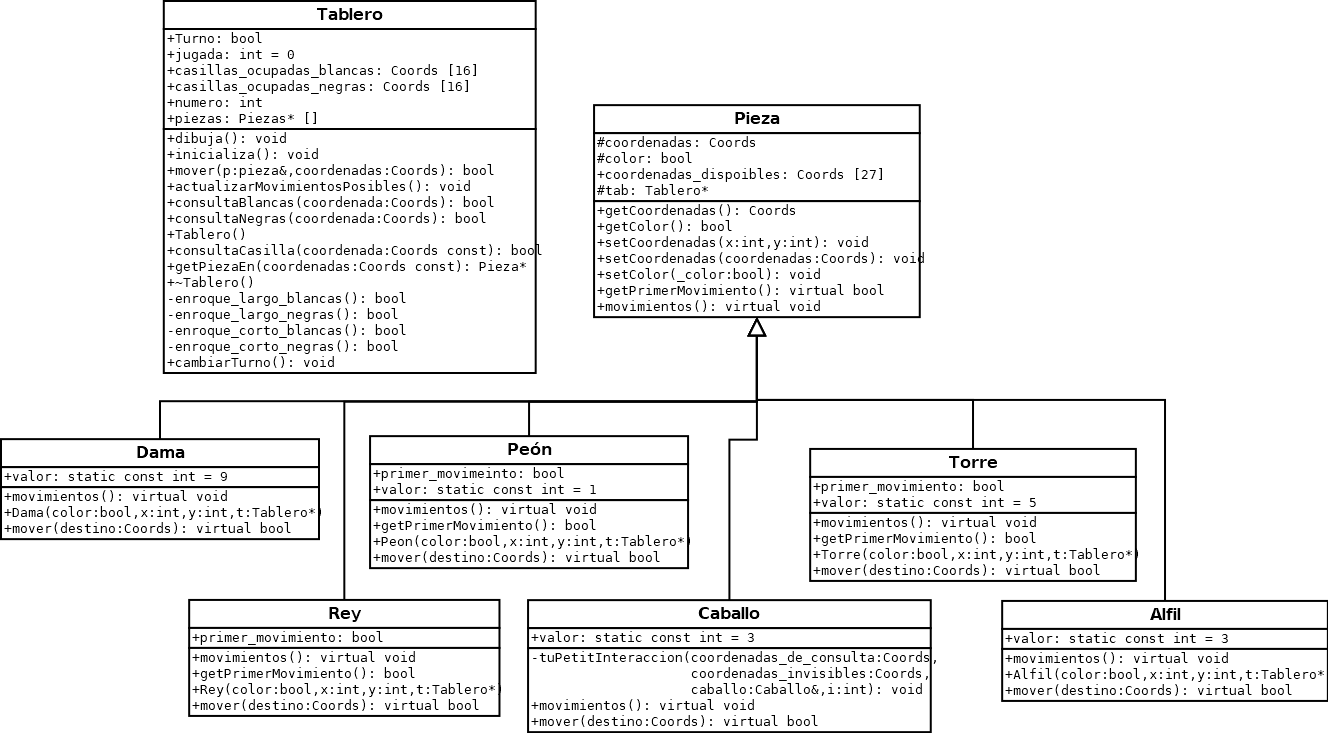 Tablero
+Turno: bool
+jugada: int = 0
+casillas_ocupadas_blancas: Coords [16]
+casillas_ocupadas_negras: Coords [16]
+numero: int
+piezas: Piezas* []
+dibuja(): void
+inicializa(): void
+mover(p:pieza&,coordenadas:Coords): bool
+actualizarMovimientosPosibles(): void
+consultaBlancas(coordenada:Coords): bool
+consultaNegras(coordenada:Coords): bool
+Tablero()
+consultaCasilla(coordenada:Coords const): bool
+getPiezaEn(coordenadas:Coords const): Pieza*
+~Tablero()
-enroque_largo_blancas(): bool
-enroque_largo_negras(): bool
-enroque_corto_blancas(): bool
-enroque_corto_negras(): bool
+cambiarTurno(): void
Pieza
#coordenadas: Coords
#color: bool
+coordenadas_dispoibles: Coords [27]
#tab: Tablero*
+getCoordenadas(): Coords
+getColor(): bool
+setCoordenadas(x:int,y:int): void
+setCoordenadas(coordenadas:Coords): void
+setColor(_color:bool): void
+getPrimerMovimiento(): virtual bool
+movimientos(): virtual void
Dama
+valor: static const int = 9
+movimientos(): virtual void
+Dama(color:bool,x:int,y:int,t:Tablero*)
+mover(destino:Coords): virtual bool
Peón
+primer_movimeinto: bool
+valor: static const int = 1
+movimientos(): virtual void
+getPrimerMovimiento(): bool
+Peon(color:bool,x:int,y:int,t:Tablero*)
+mover(destino:Coords): virtual bool
Torre
+primer_movimiento: bool
+valor: static const int = 5
+movimientos(): virtual void
+getPrimerMovimiento(): bool
+Torre(color:bool,x:int,y:int,t:Tablero*)
+mover(destino:Coords): virtual bool
Rey
+primer_movimiento: bool
+movimientos(): virtual void
+getPrimerMovimiento(): bool
+Rey(color:bool,x:int,y:int,t:Tablero*)
+mover(destino:Coords): virtual bool
Caballo
+valor: static const int = 3
-tuPetitInteraccion(coordenadas_de_consulta:Coords,
coordenadas_invisibles:Coords,
caballo:Caballo&,i:int): void
+movimientos(): virtual void
+mover(destino:Coords): virtual bool
Alfil
+valor: static const int = 3
+movimientos(): virtual void
+Alfil(color:bool,x:int,y:int,t:Tablero*
+mover(destino:Coords): virtual bool